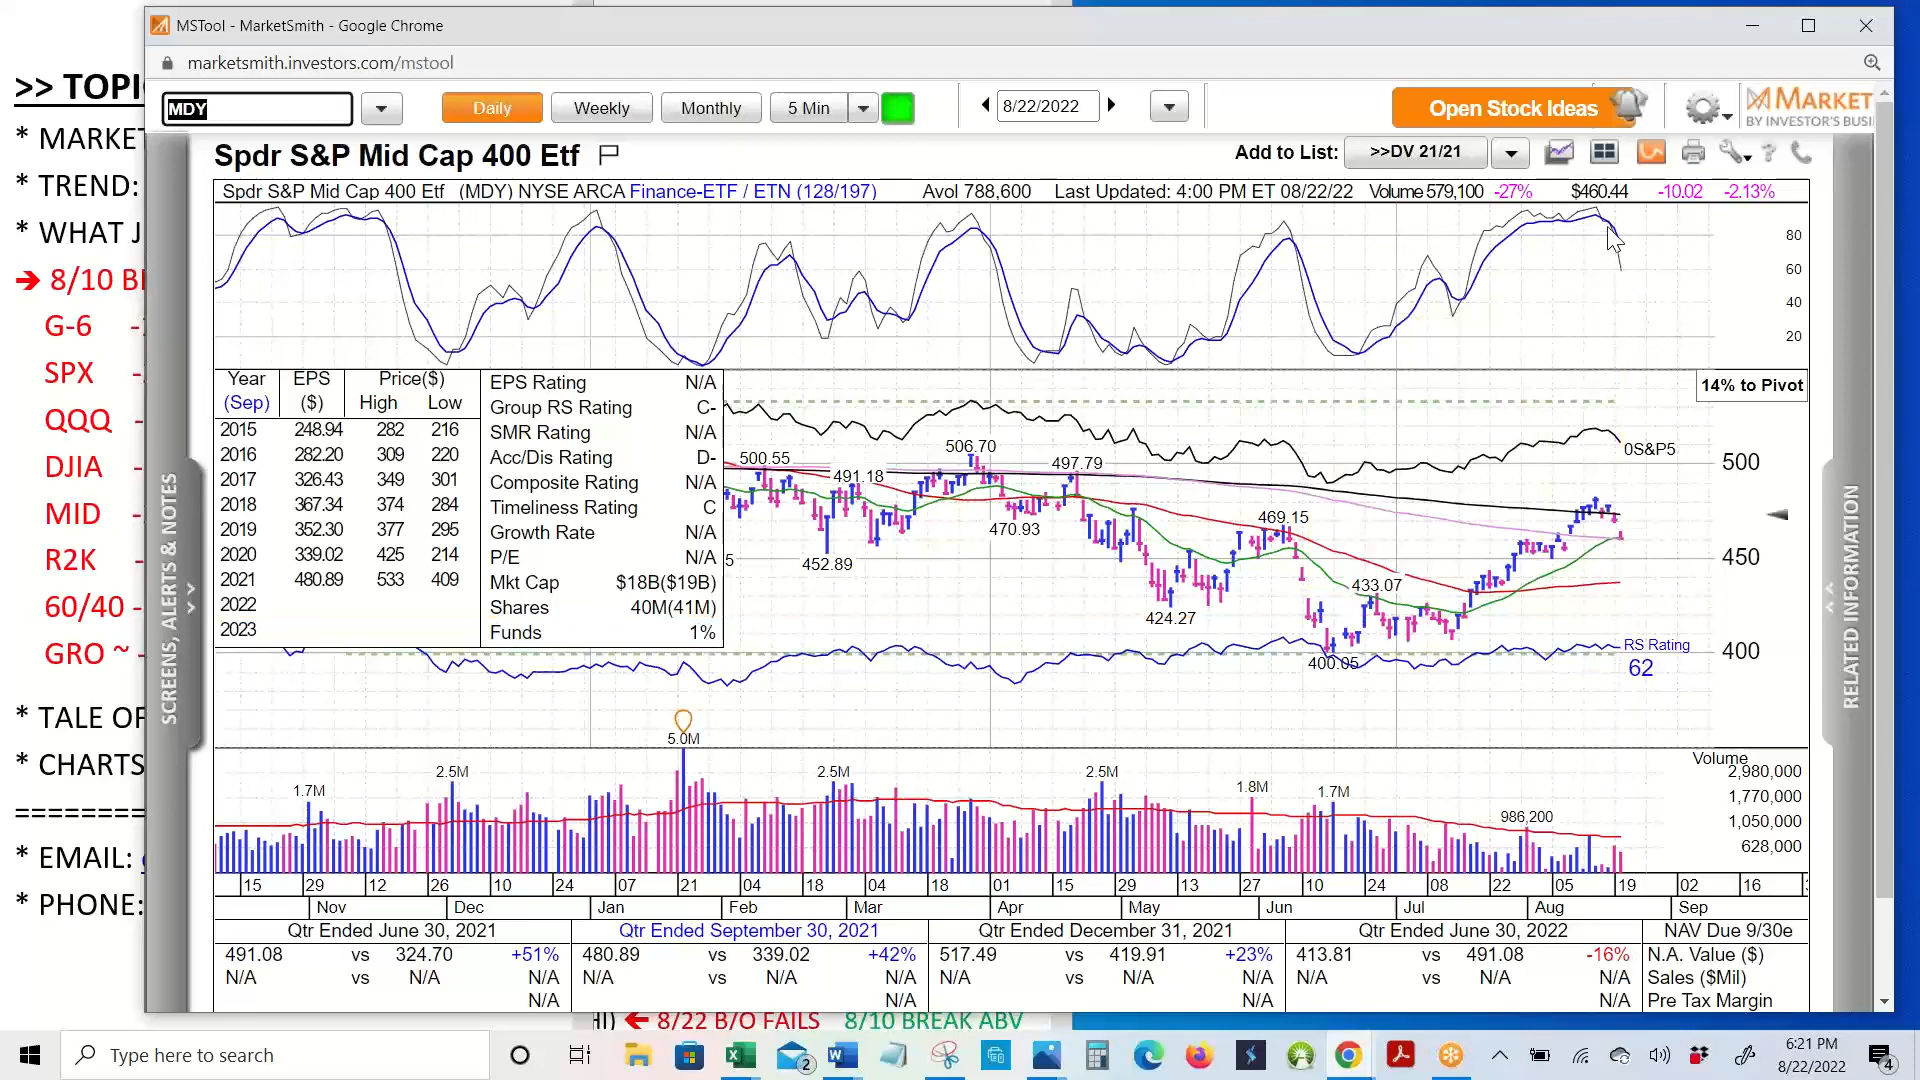 MSTool - MarketSmith - Google Chrome
marketsmith.investors.com/mstool
MDY
Daily
Weekly
Monthly
5 Min
8/22/2022
Open Stock Ideas
MARKET
BY INVESTOR'S BUSI
Spdr S&P Mid Cap 400 Etf
Add to List:
>>DV 21/21
Spdr S&P Mid Cap 400 Etf (MDY) NYSE ARCA Finance-ETF / ETN (128/197) Avol 788,600 Last Updated: 4:00 PM ET 08/22/22 Volume 579,100 -27% $460.44 -10.02 -2.13%
80
60
40
20
14% to Pivot
Year EPS Price($)
(Sep) ($) High Low
2015 248.94 282 216
2016 282.20 309 220
2017 326.43 349 301
2018 367.34 374 284
2019 352.30 377 295
2020 339.02 425 214
2021 480.89 533 409
2022
2023
EPS Rating N/A
Group RS Rating C-
SMR Rating N/A
Acc/Dis Rating D-
Composite Rating N/A
Timeliness Rating C
Growth Rate N/A
P/E N/A
Mkt Cap $18B($19B)
Shares 40M(41M)
Funds 1%
500.55
491.18
506.70
497.79
470.93
452.89
5
424.27
469.15
433.07
400.05
0S&P5
500
450
400
RS Rating
62
5.0M
1.7M
2.5M
2.5M
2.5M
1.8M
1.7M
986,200
Volume
2,980,000
1,770,000
1,050,000
628,000
15 29 12 26 10 24 07 21 04 18 04 18 01 15 29 13 27 10 24 08 22 05 19 02 16
Nov Dec Jan Feb Mar Apr May Jun Jul Aug Sep
Qtr Ended June 30, 2021 Qtr Ended September 30, 2021 Qtr Ended December 31, 2021 Qtr Ended June 30, 2022 NAV Due 9/30e
491.08 vs 324.70 +51% 480.89 vs 339.02 +42% 517.49 vs 419.91 +23% 413.81 vs 491.08 -16% N.A. Value ($)
N/A vs N/A N/A N/A vs N/A N/A N/A vs N/A N/A N/A vs N/A N/A Sales ($Mil)
N/A N/A N/A N/A Pre Tax Margin
SCREENS, ALERTS & NOTES
RELATED INFORMATION
>> TOPI
* MARKET
* TREND:
* WHAT J
➔ 8/10 B
G-6 -
SPX -
QQQ -
DJIA -
MID -
R2K -
60/40 -
GRO ~ -
* TALE OF
* CHARTS
=========
* EMAIL:
* PHONE:
← 8/22 B/O FAILS 8/10 BREAK ABV
Type here to search
2
6:21 PM
8/22/2022
4